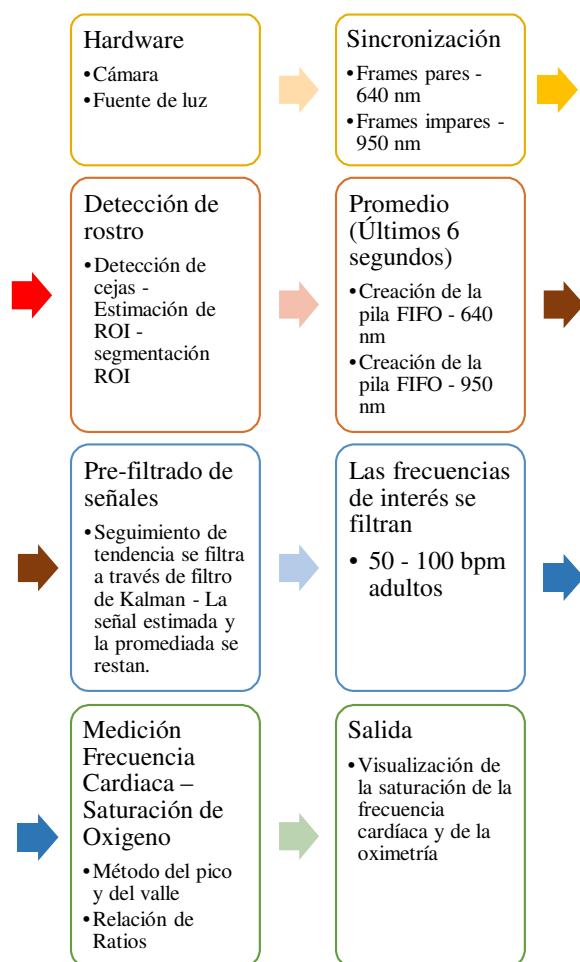 Hardware
•Cámara
•Fuente de luz
Sincronización
•Frames pares -
640 nm
•Frames impares -
950 nm
Detección de
rostro
•Detección de
cejas -
Estimación de
ROI -
segmentación
ROI
Promedio
(Últimos 6
segundos)
•Creación de la
pila FIFO - 640
nm
•Creación de la
pila FIFO - 950
nm
Pre-filtrado de
señales
•Seguimiento de
tendencia se filtra
a través de filtro
de Kalman - La
señal estimada y
la promediada se
restan.
Las frecuencias
de interés se
filtran
• 50 - 100 bpm
adultos
Medición
Frecuencia
Cardiaca –
Saturación de
Oxigeno
•Método del pico
y del valle
•Relación de
Ratios
Salida
•Visualización de
la saturación de la
frecuencia
cardíaca y de la
oximetría